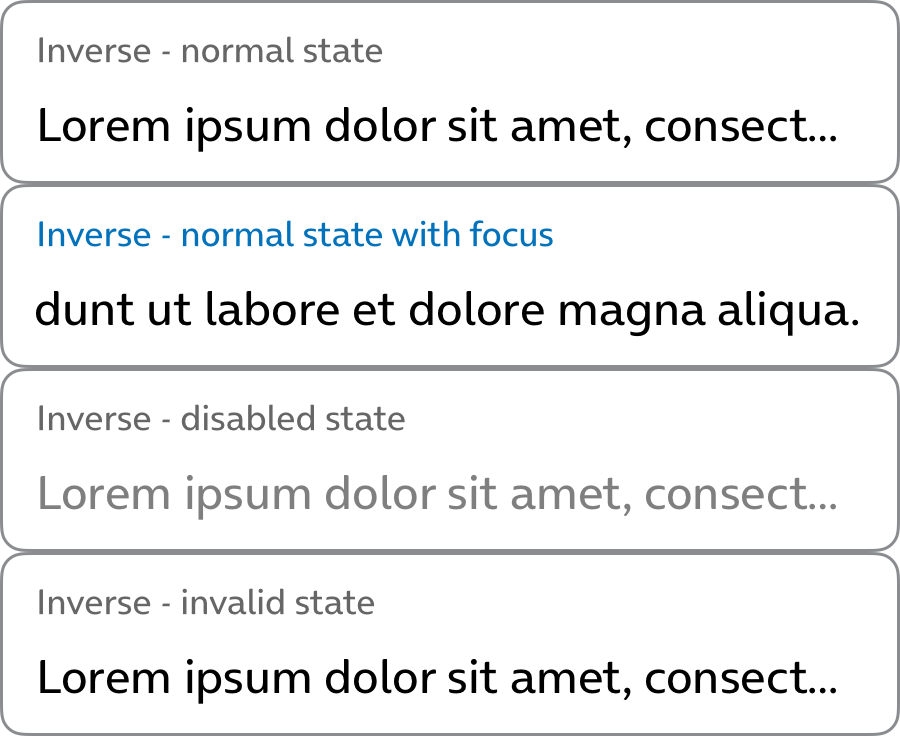 Inverse - normal state
Lorem ipsum dolor sit amet, consect...
Inverse - normal state with focus
dunt ut labore et dolore magna aliqua.
Inverse - disabled state
Lorem ipsum dolor sit amet, consect...
Inverse - invalid state
Lorem ipsum dolor sit amet, consect...